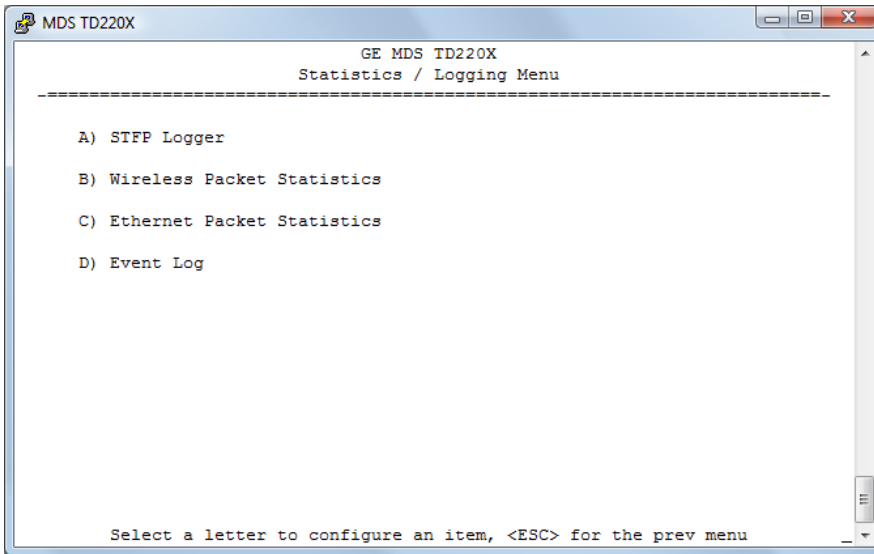 MDS TD220X
GE MDS TD220X
Statistics / Logging Menu
-==========================================================================-
A) STFP Logger
B) Wireless Packet Statistics
C) Ethernet Packet Statistics
D) Event Log
Select a letter to configure an item, <ESC> for the prev menu _